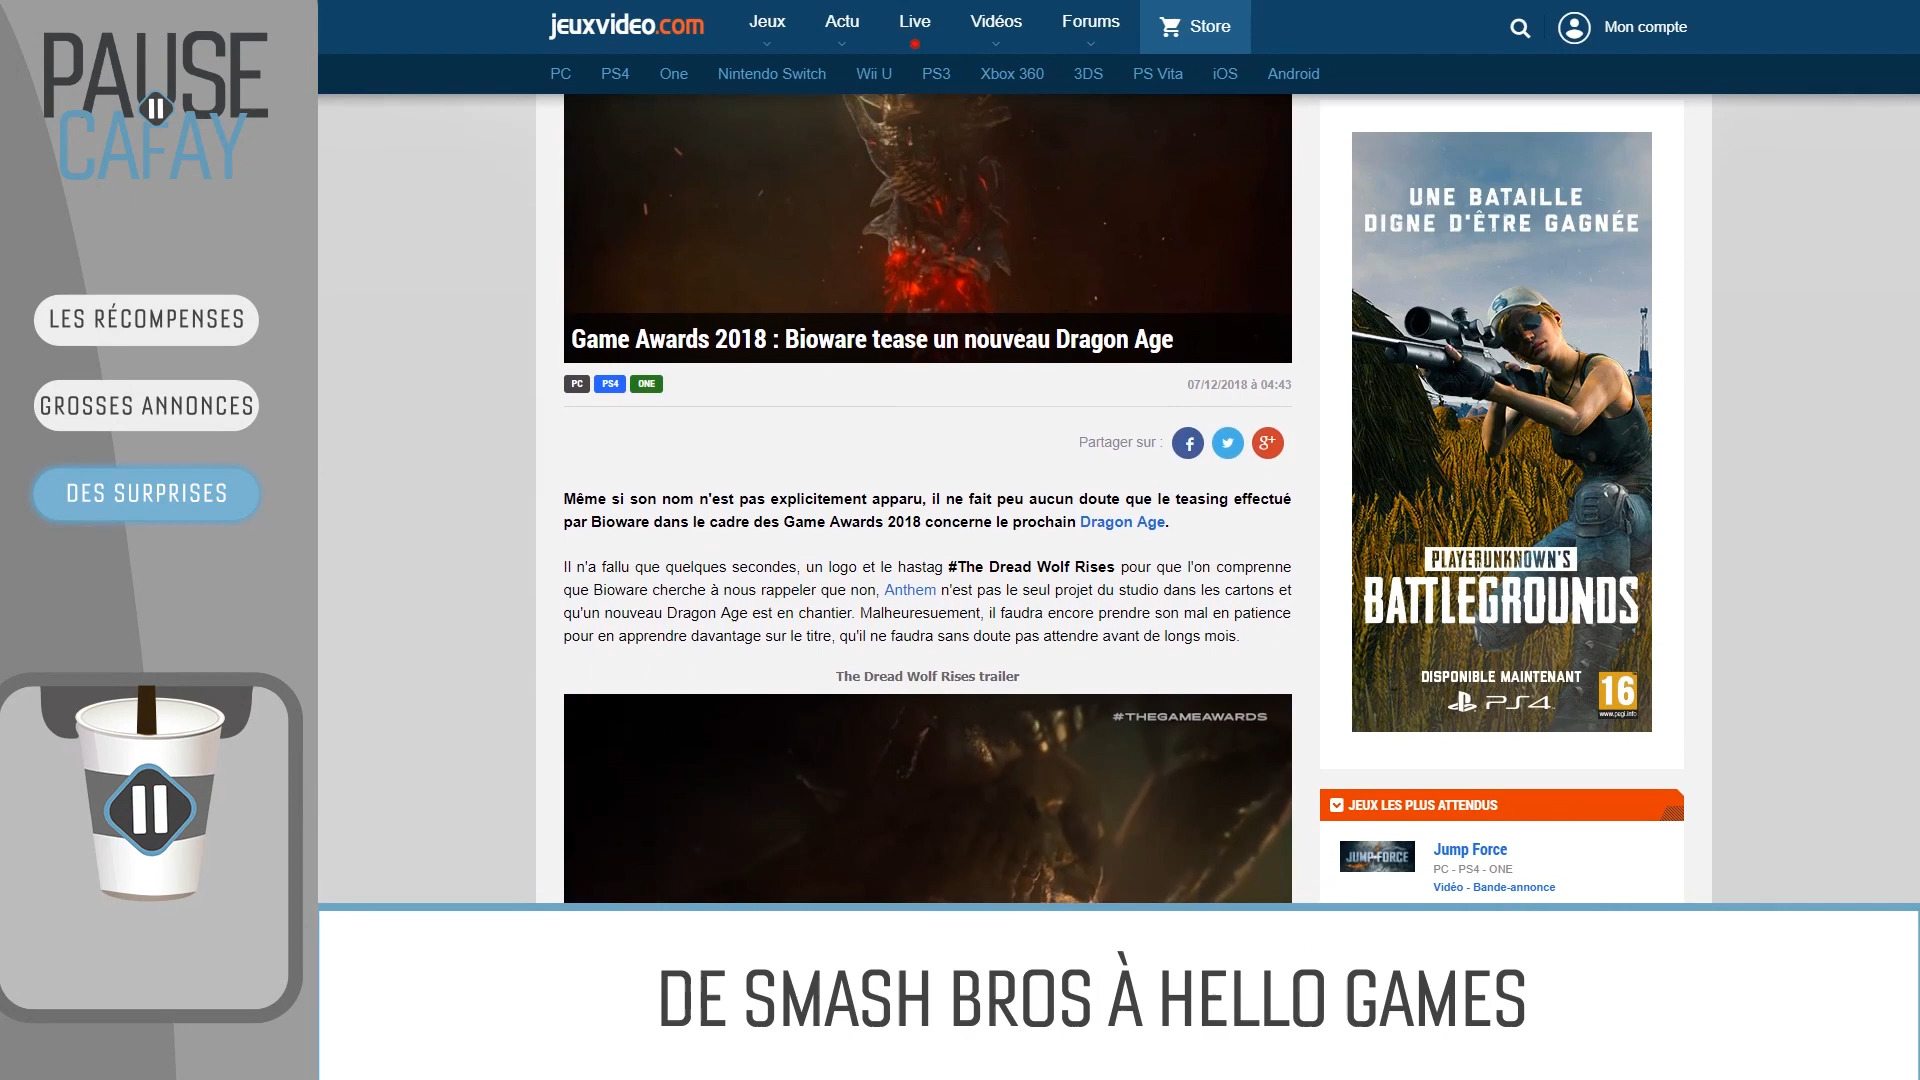 PAUSE
CAFAY
LES RÉCOMPENSES
GROSSES ANNONCES
DES SURPRISES
jeuxvideo.com
Jeux
Actu
Live
Vidéos
Forums
Store
Mon compte
PC
PS4
One
Nintendo Switch
Wii U
PS3
Xbox 360
3DS
PS Vita
iOS
Android
Game Awards 2018 : Bioware tease un nouveau Dragon Age
PC
PS4
ONE
07/12/2018 à 04:43
Partager sur :
Même si son nom n'est pas explicitement apparu, il ne fait peu aucun doute que le teasing effectué
par Bioware dans le cadre des Game Awards 2018 concerne le prochain Dragon Age.
Il n'a fallu que quelques secondes, un logo et le hastag #The Dread Wolf Rises pour que l'on comprenne
que Bioware cherche à nous rappeler que non, Anthem n'est pas le seul projet du studio dans les cartons et
qu'un nouveau Dragon Age est en chantier. Malheuresuement, il faudra encore prendre son mal en patience
pour en apprendre davantage sur le titre, qu'il ne faudra sans doute pas attendre avant de longs mois.
The Dread Wolf Rises trailer
#THEGAMEAWARDS
UNE BATAILLE
DIGNE D'ÊTRE GAGNÉE
PLAYERUNKNOWN'S
BATTLEGROUNDS
DISPONIBLE MAINTENANT
PS4
16
www.pegi.info
JEUX LES PLUS ATTENDUS
JUMP FORCE
Jump Force
PC - PS4 - ONE
Vidéo - Bande-annonce
DE SMASH BROS À HELLO GAMES